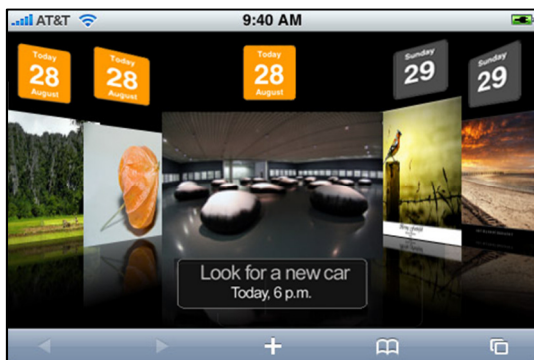 AT&T 9:40 AM
Today
28
August
Today
28
August
Today
28
August
Sunday
29
Sunday
29
Look for a new car
Today, 6 p.m.